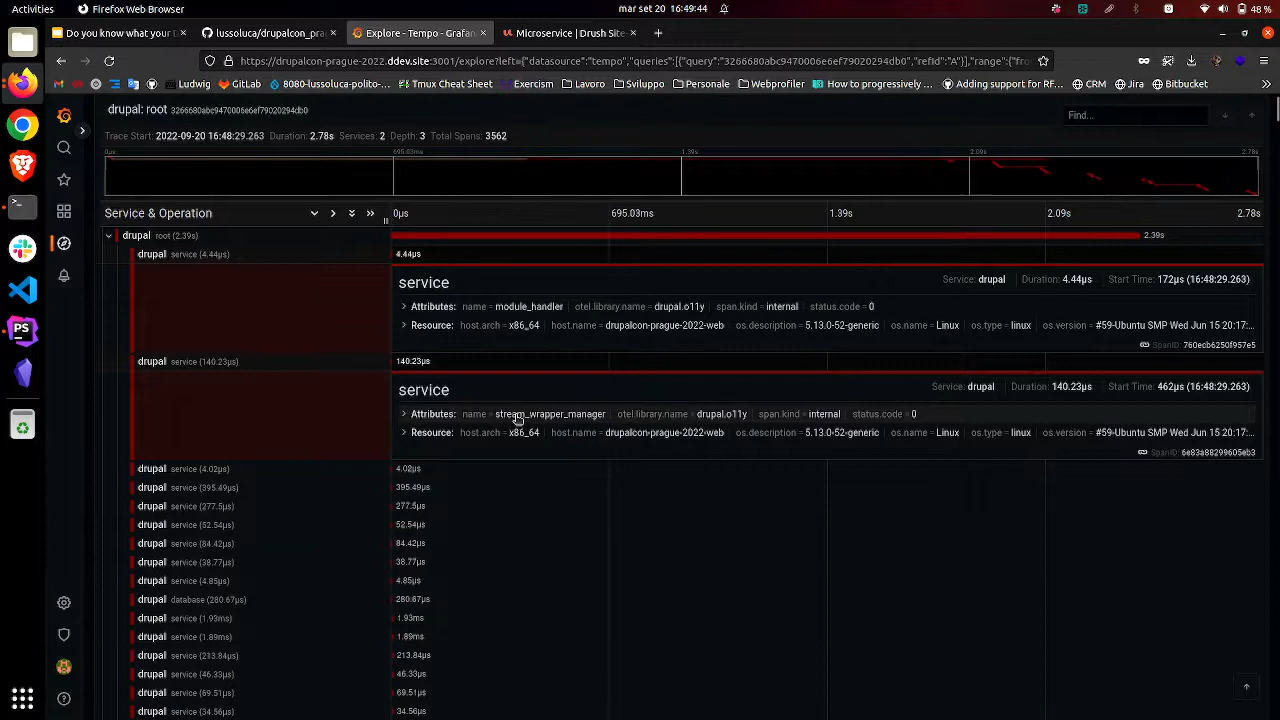 Activities
Firefox Web Browser
mar set 20 16:49:44
48 %
Do you know what your D
lussoluca/drupalcon_pra
Explore - Tempo - Grafan
Microservice | Drush Site
https://drupalcon-prague-2022.ddev.site:3001/explore?left={"datasource":"tempo","queries":[{"query":"3266680abc9470006e6ef79020294db0","refId":"A"}],"range":{"fro
Ludwig
GitLab
8080-lussoluca-polito-...
Tmux Cheat Sheet
Exercism
Lavoro
Sviluppo
Personale
Webprofiler
How to progressively ...
Adding support for RF...
CRM
Jira
Bitbucket
drupal: root 3266680abc9470006e6ef79020294db0
Find...
Trace Start: 2022-09-20 16:48:29.263 Duration: 2.78s Services: 2 Depth: 3 Total Spans: 3562
0µs 695.03ms 1.39s 2.09s 2.78s
Service & Operation 0µs 695.03ms 1.39s 2.09s 2.78s
drupal root (2.39s) 2.39s
drupal service (4.44µs) 4.44µs
service Service: drupal Duration: 4.44µs Start Time: 172µs (16:48:29.263)
Attributes: name = module_handler otel.library.name = drupal.o11y span.kind = internal status.code = 0
Resource: host.arch = x86_64 host.name = drupalcon-prague-2022-web os.description = 5.13.0-52-generic os.name = Linux os.type = linux os.version = #59-Ubuntu SMP Wed Jun 15 20:17:...
SpanID: 760ecb6250f957e5
drupal service (140.23µs) 140.23µs
service Service: drupal Duration: 140.23µs Start Time: 462µs (16:48:29.263)
Attributes: name = stream_wrapper_manager otel.library.name = drupal.o11y span.kind = internal status.code = 0
Resource: host.arch = x86_64 host.name = drupalcon-prague-2022-web os.description = 5.13.0-52-generic os.name = Linux os.type = linux os.version = #59-Ubuntu SMP Wed Jun 15 20:17:...
SpanID: 6e83a88299605eb3
drupal service (4.02µs) 4.02µs
drupal service (395.49µs) 395.49µs
drupal service (277.5µs) 277.5µs
drupal service (52.54µs) 52.54µs
drupal service (84.42µs) 84.42µs
drupal service (38.77µs) 38.77µs
drupal service (4.85µs) 4.85µs
drupal database (280.67µs) 280.67µs
drupal service (1.93ms) 1.93ms
drupal service (1.89ms) 1.89ms
drupal service (213.84µs) 213.84µs
drupal service (46.33µs) 46.33µs
drupal service (69.51µs) 69.51µs
drupal service (34.56µs) 34.56µs